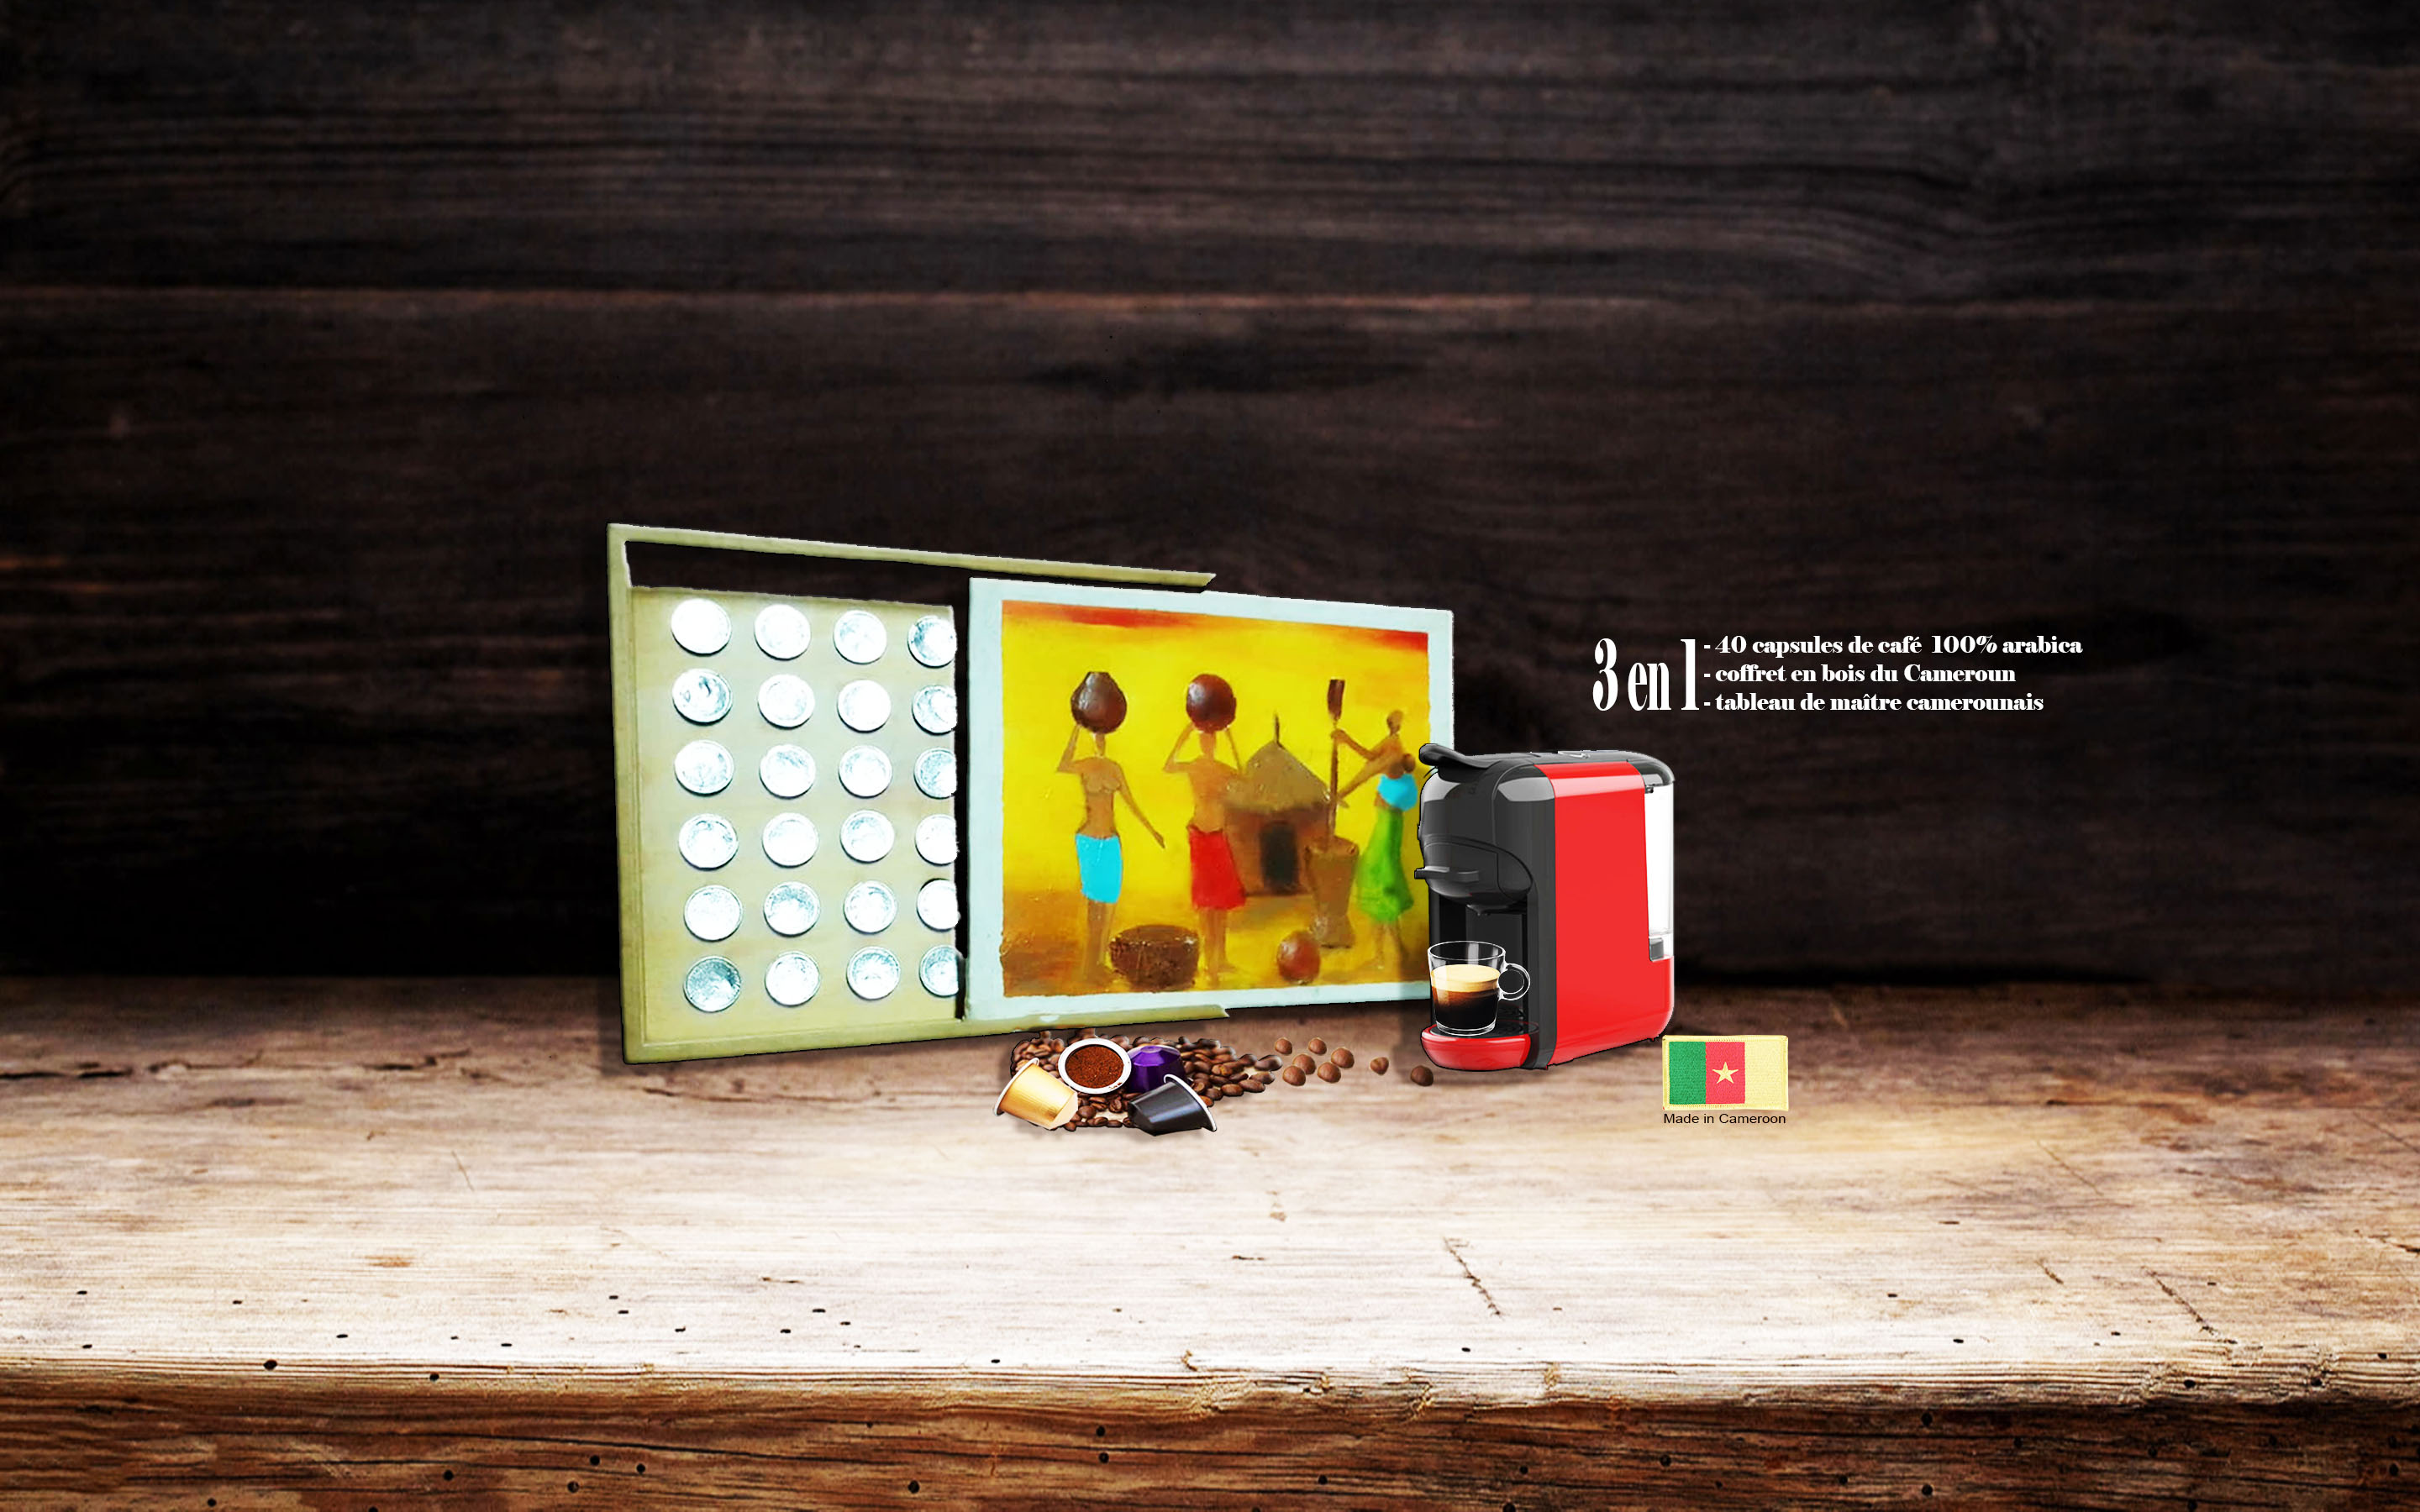 3 en 1
- 40 capsules de café 100% arabica
- coffret en bois du Cameroun
- tableau de maître camerounais
Made in Cameroon